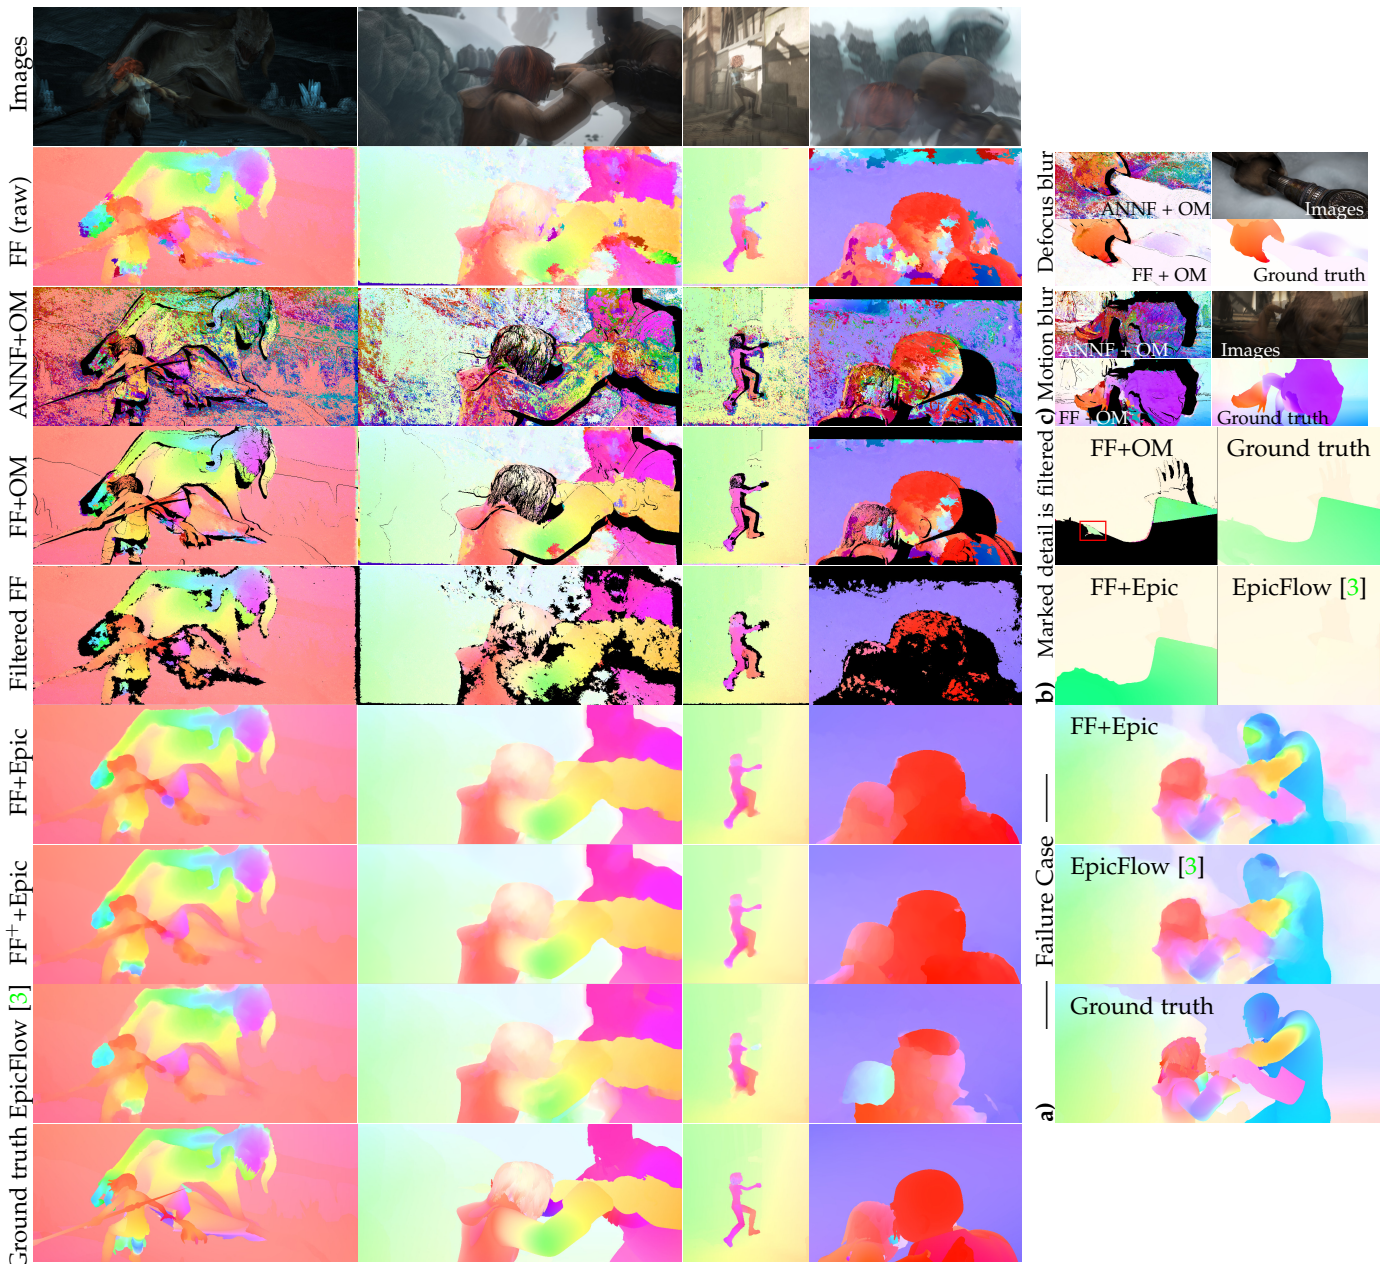 Images
FF (raw)
ANNF+OM
FF+OM
Filtered FF
FF+Epic
FF⁺+Epic
EpicFlow [3]
Ground truth
Defocus blur
ANNF + OM
Images
FF + OM
Ground truth
c) Motion blur
ANNF + OM
Images
FF +OM
Ground truth
b) Marked detail is filtered
FF+OM
Ground truth
FF+Epic
EpicFlow [3]
a) Failure Case
FF+Epic
EpicFlow [3]
Ground truth